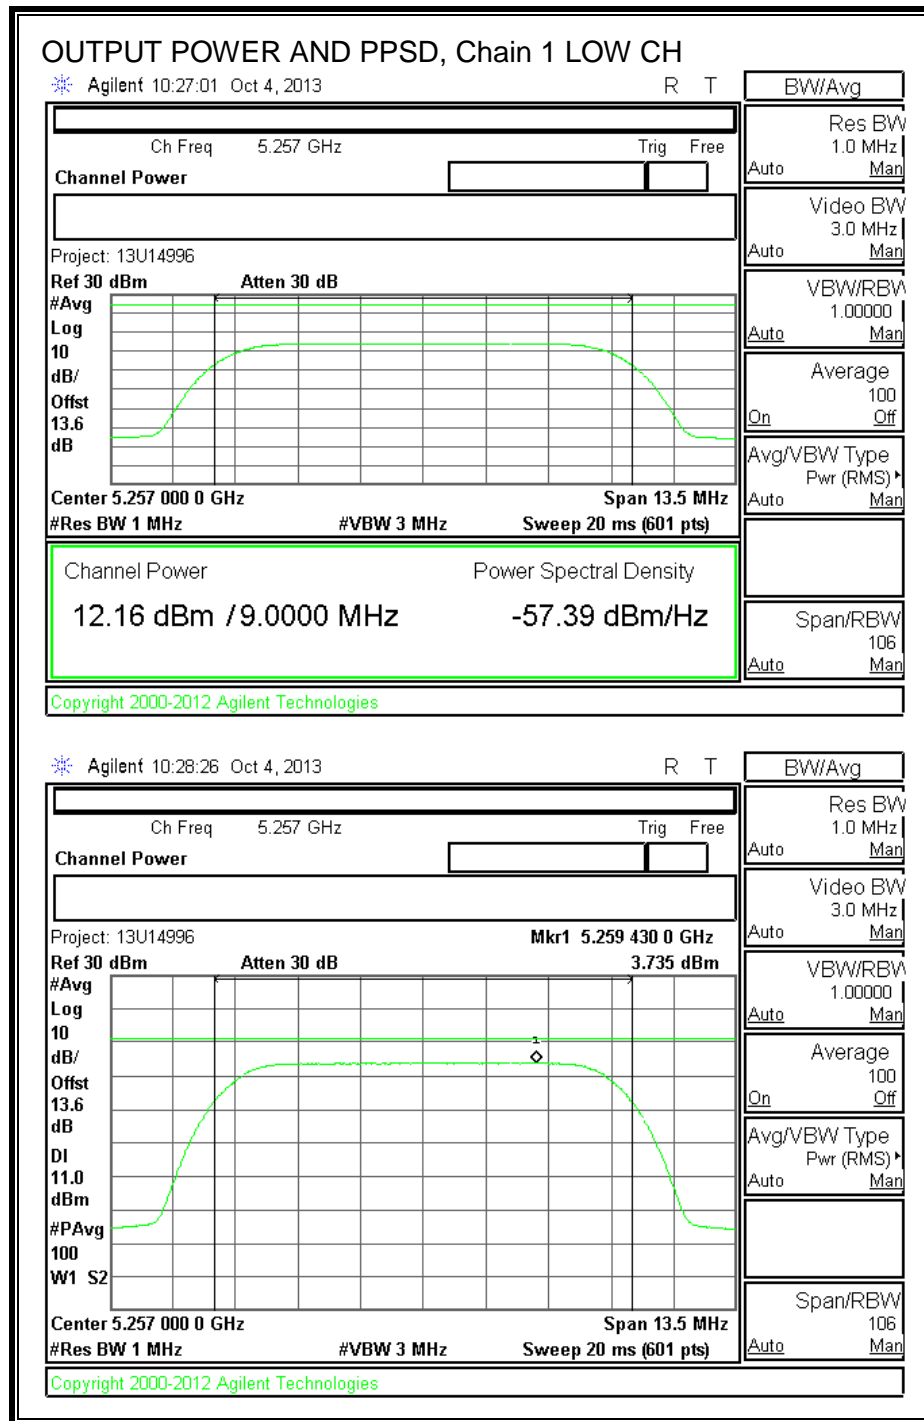 OUTPUT POWER AND PPSD, Chain 1 LOW CH
Agilent 10:27:01 Oct 4, 2013 R T
BW/Avg
Ch Freq 5.257 GHz Trig Free
Channel Power
Res BW
1.0 MHz
Auto Man
Video BW
3.0 MHz
Auto Man
Project: 13U14996
Ref 30 dBm Atten 30 dB
#Avg
Log
10
dB/
Offst
13.6
dB
VBW/RBW
1.00000
Auto Man
Average
100
On Off
Avg/VBW Type
Pwr (RMS)
Auto Man
Center 5.257 000 0 GHz Span 13.5 MHz
#Res BW 1 MHz #VBW 3 MHz Sweep 20 ms (601 pts)
Channel Power Power Spectral Density
12.16 dBm / 9.0000 MHz -57.39 dBm/Hz
Span/RBW
106
Auto Man
Copyright 2000-2012 Agilent Technologies
Agilent 10:28:26 Oct 4, 2013 R T
BW/Avg
Ch Freq 5.257 GHz Trig Free
Channel Power
Res BW
1.0 MHz
Auto Man
Video BW
3.0 MHz
Auto Man
Project: 13U14996 Mkr1 5.259 430 0 GHz
Ref 30 dBm Atten 30 dB 3.735 dBm
#Avg
Log
10
dB/
Offst
13.6
dB
DI
11.0
dBm
#PAvg
100
W1 S2
1
VBW/RBW
1.00000
Auto Man
Average
100
On Off
Avg/VBW Type
Pwr (RMS)
Auto Man
Span/RBW
106
Auto Man
Center 5.257 000 0 GHz Span 13.5 MHz
#Res BW 1 MHz #VBW 3 MHz Sweep 20 ms (601 pts)
Copyright 2000-2012 Agilent Technologies